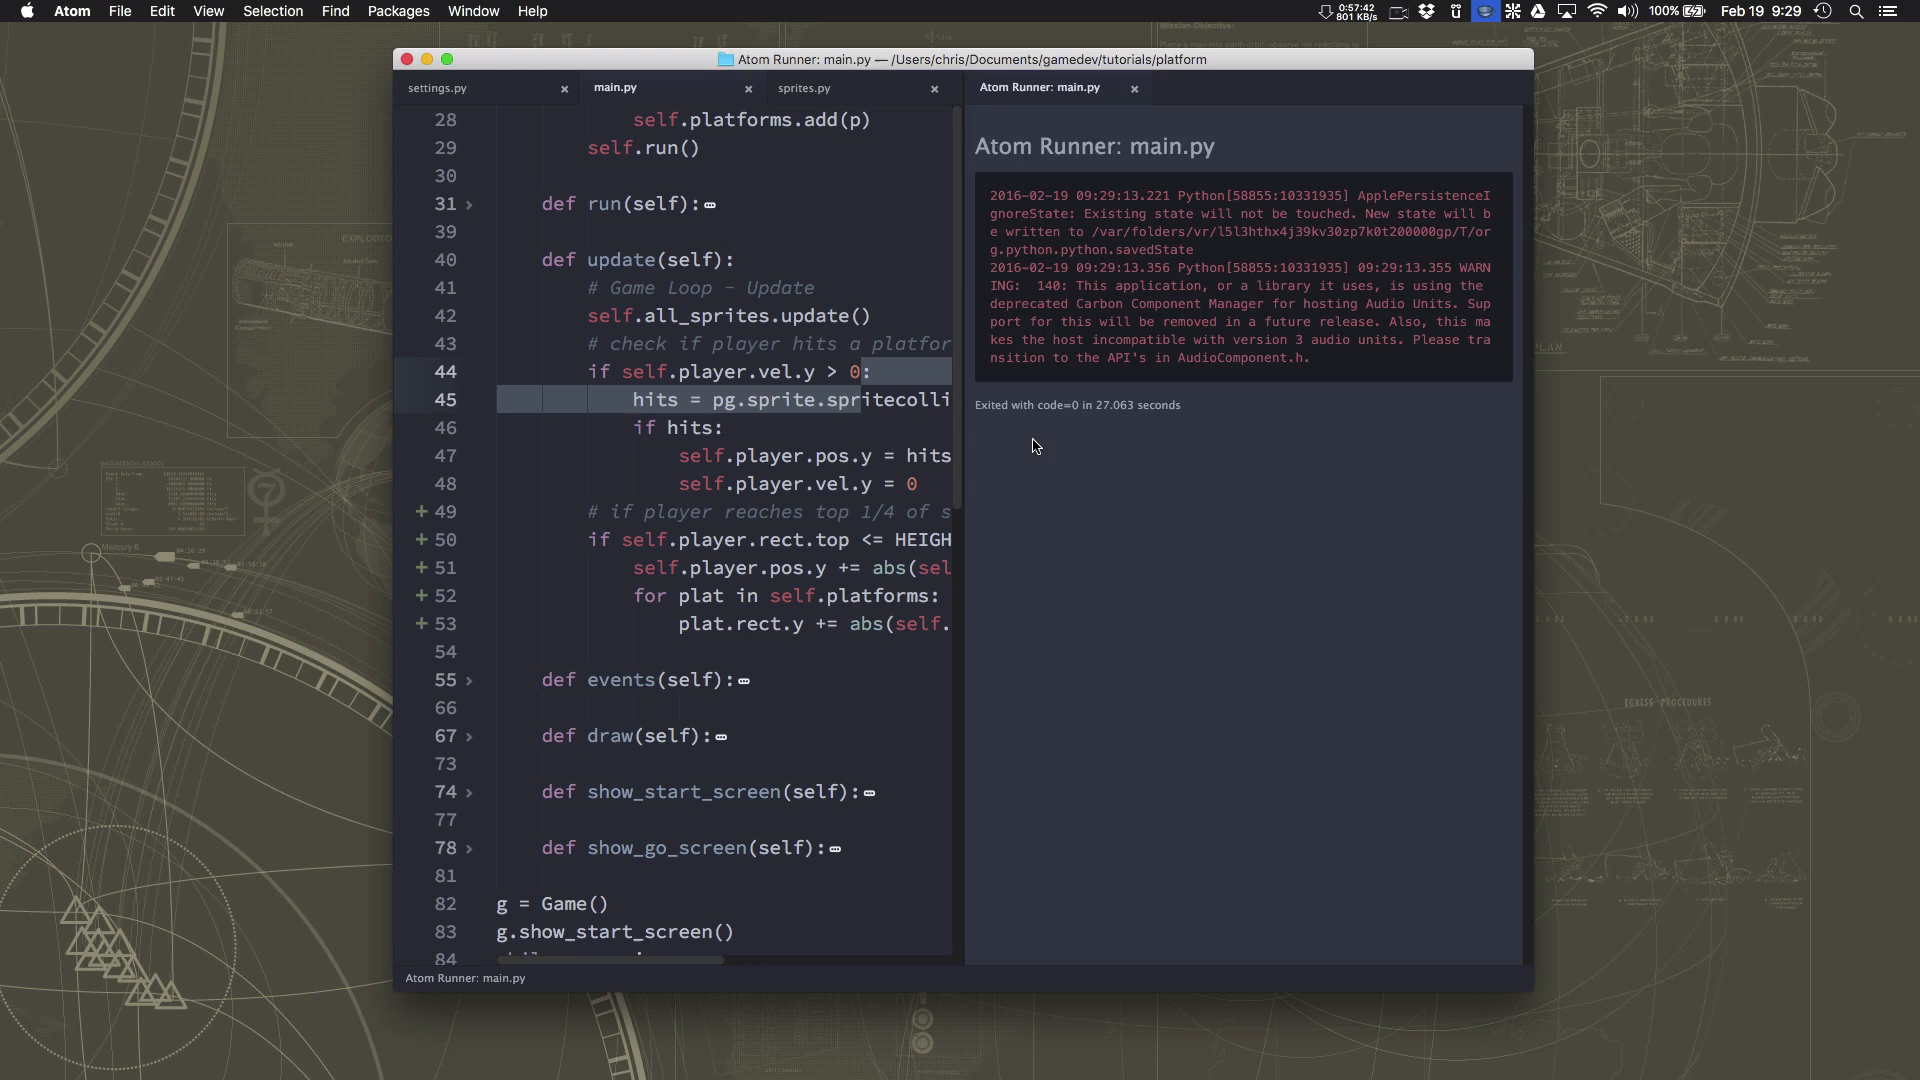 Atom File Edit View Selection Find Packages Window Help
0:57:42
801 KB/s
100% Feb 19 9:29
Mission Objective:
EXPLODED
Mercury 6
EGRESS PROCEDURES
Atom Runner: main.py — /Users/chris/Documents/gamedev/tutorials/platform
settings.py × main.py × sprites.py × Atom Runner: main.py ×
28 self.platforms.add(p)
29 self.run()
30
31 def run(self):
39
40 def update(self):
41 # Game Loop - Update
42 self.all_sprites.update()
43 # check if player hits a platfor
44 if self.player.vel.y > 0:
45 hits = pg.sprite.spritecolli
46 if hits:
47 self.player.pos.y = hits
48 self.player.vel.y = 0
+ 49 # if player reaches top 1/4 of s
+ 50 if self.player.rect.top <= HEIGH
+ 51 self.player.pos.y += abs(sel
+ 52 for plat in self.platforms:
+ 53 plat.rect.y += abs(self.
54
55 def events(self):
66
67 def draw(self):
73
74 def show_start_screen(self):
77
78 def show_go_screen(self):
81
82 g = Game()
83 g.show_start_screen()
84
Atom Runner: main.py
Atom Runner: main.py
2016-02-19 09:29:13.221 Python[58855:10331935] ApplePersistenceI
gnoreState: Existing state will not be touched. New state will b
e written to /var/folders/vr/l5l3hthx4j39kv30zp7k0t200000gp/T/or
g.python.python.savedState
2016-02-19 09:29:13.356 Python[58855:10331935] 09:29:13.355 WARN
ING:  140: This application, or a library it uses, is using the
deprecated Carbon Component Manager for hosting Audio Units. Sup
port for this will be removed in a future release. Also, this ma
kes the host incompatible with version 3 audio units. Please tra
nsition to the API's in AudioComponent.h.
Exited with code=0 in 27.063 seconds